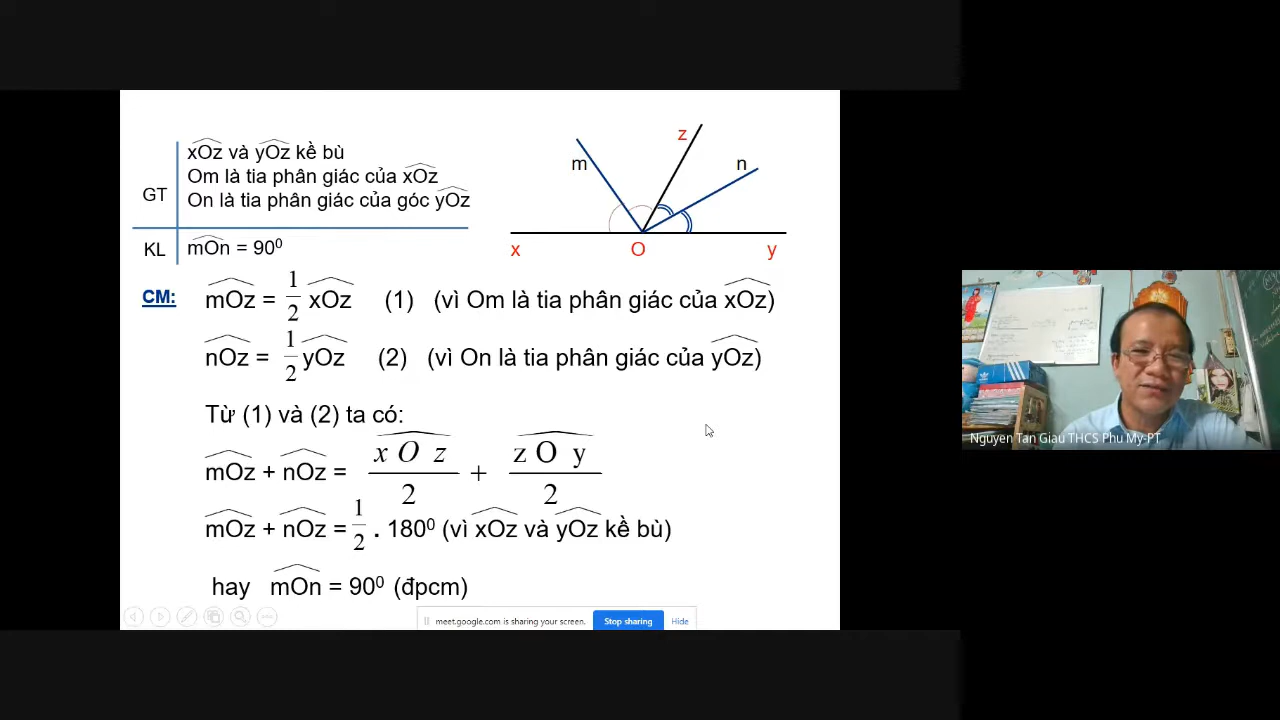 xOz và yOz kề bù
Om là tia phân giác của xOz
GT
On là tia phân giác của góc yOz
KL
mOn = 90⁰
z
m
n
x
O
y
CM:
mOz = 1/2 xOz (1) (vì Om là tia phân giác của xOz)
nOz = 1/2 yOz (2) (vì On là tia phân giác của yOz)
Từ (1) và (2) ta có:
mOz + nOz = x O z / 2 + z O y / 2
mOz + nOz = 1/2 . 180⁰ (vì xOz và yOz kề bù)
hay mOn = 90⁰ (đpcm)
meet.google.com is sharing your screen.
Stop sharing
Hide
Nguyen Tan Giau THCS Phu My-PT